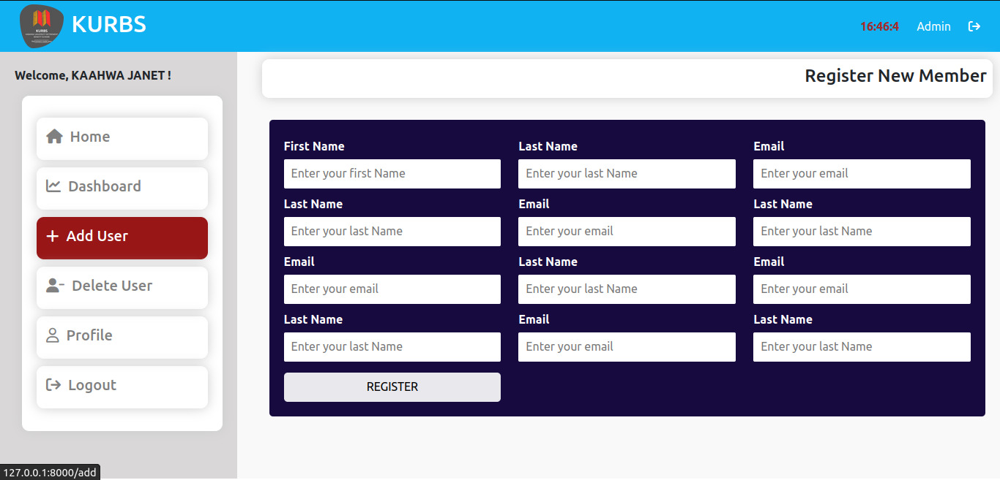 KURBS
KURBS
16:46:4 Admin
Welcome, KAAHWA JANET !
Home
Dashboard
Add User
Delete User
Profile
Logout
Register New Member
First Name Last Name Email
Enter your first Name Enter your last Name Enter your email
Last Name Email Last Name
Enter your last Name Enter your email Enter your last Name
Email Last Name Email
Enter your email Enter your last Name Enter your email
Last Name Email Last Name
Enter your last Name Enter your email Enter your last Name
REGISTER
127.0.0.1:8000/add